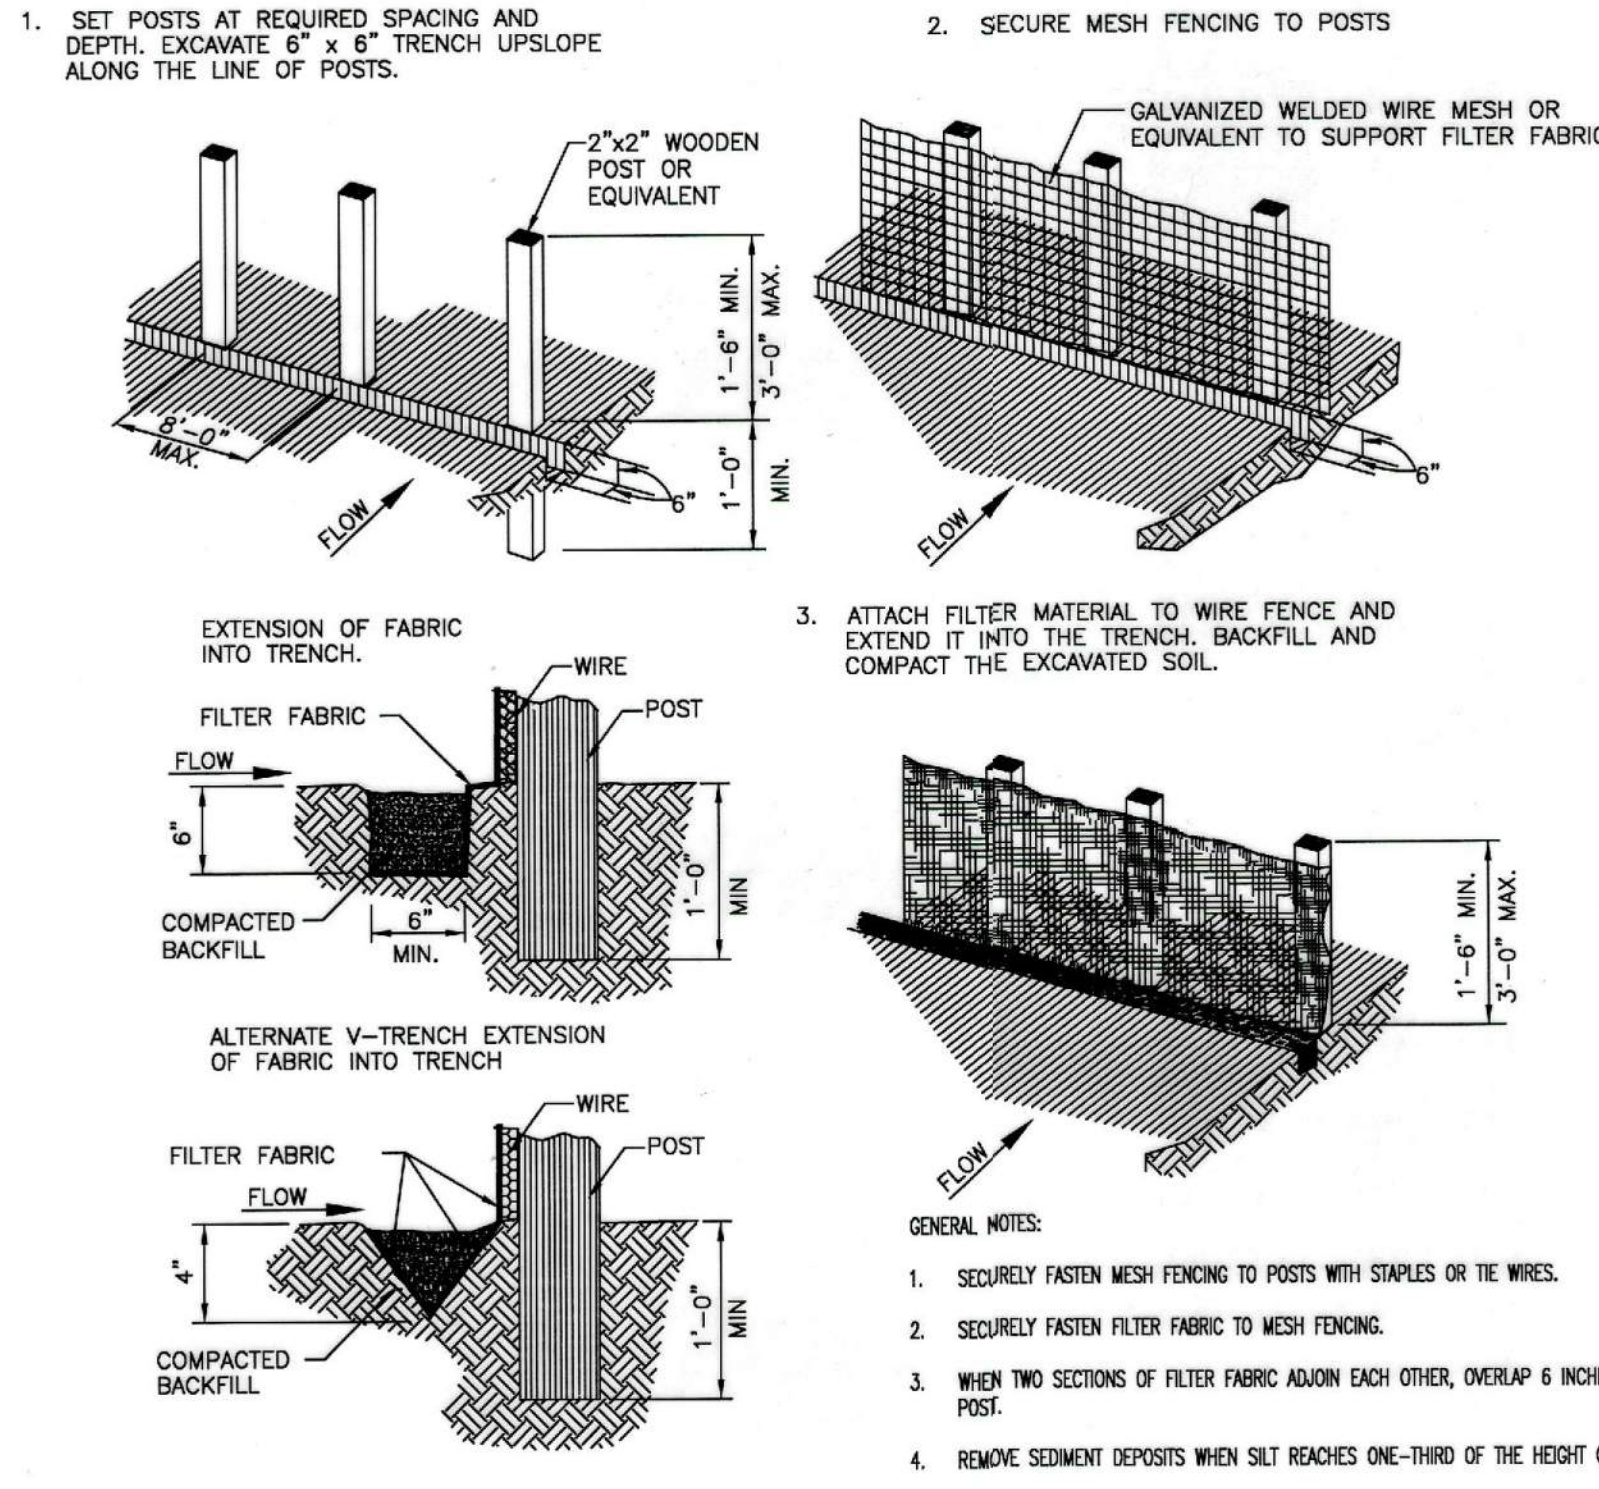 1. SET POSTS AT REQUIRED SPACING AND
DEPTH. EXCAVATE 6" x 6" TRENCH UPSLOPE
ALONG THE LINE OF POSTS.
2"x2" WOODEN
POST OR
EQUIVALENT
1'-6" MIN.
3'-0" MAX.
8'-0"
MAX.
1'-0"
MIN.
6"
FLOW
2. SECURE MESH FENCING TO POSTS
GALVANIZED WELDED WIRE MESH OR
EQUIVALENT TO SUPPORT FILTER FABRIC
6"
FLOW
EXTENSION OF FABRIC
INTO TRENCH.
WIRE
FILTER FABRIC
POST
FLOW
6"
1'-0"
MIN
COMPACTED
BACKFILL
6"
MIN.
ALTERNATE V-TRENCH EXTENSION
OF FABRIC INTO TRENCH
WIRE
FILTER FABRIC
POST
FLOW
4"
1'-0"
MIN
COMPACTED
BACKFILL
3. ATTACH FILTER MATERIAL TO WIRE FENCE AND
EXTEND IT INTO THE TRENCH. BACKFILL AND
COMPACT THE EXCAVATED SOIL.
1'-6" MIN.
3'-0" MAX.
FLOW
GENERAL NOTES:
1. SECURELY FASTEN MESH FENCING TO POSTS WITH STAPLES OR TIE WIRES.
2. SECURELY FASTEN FILTER FABRIC TO MESH FENCING.
3. WHEN TWO SECTIONS OF FILTER FABRIC ADJOIN EACH OTHER, OVERLAP 6
POST.
4. REMOVE SEDIMENT DEPOSITS WHEN SILT REACHES ONE-THIRD OF THE HEIGHT